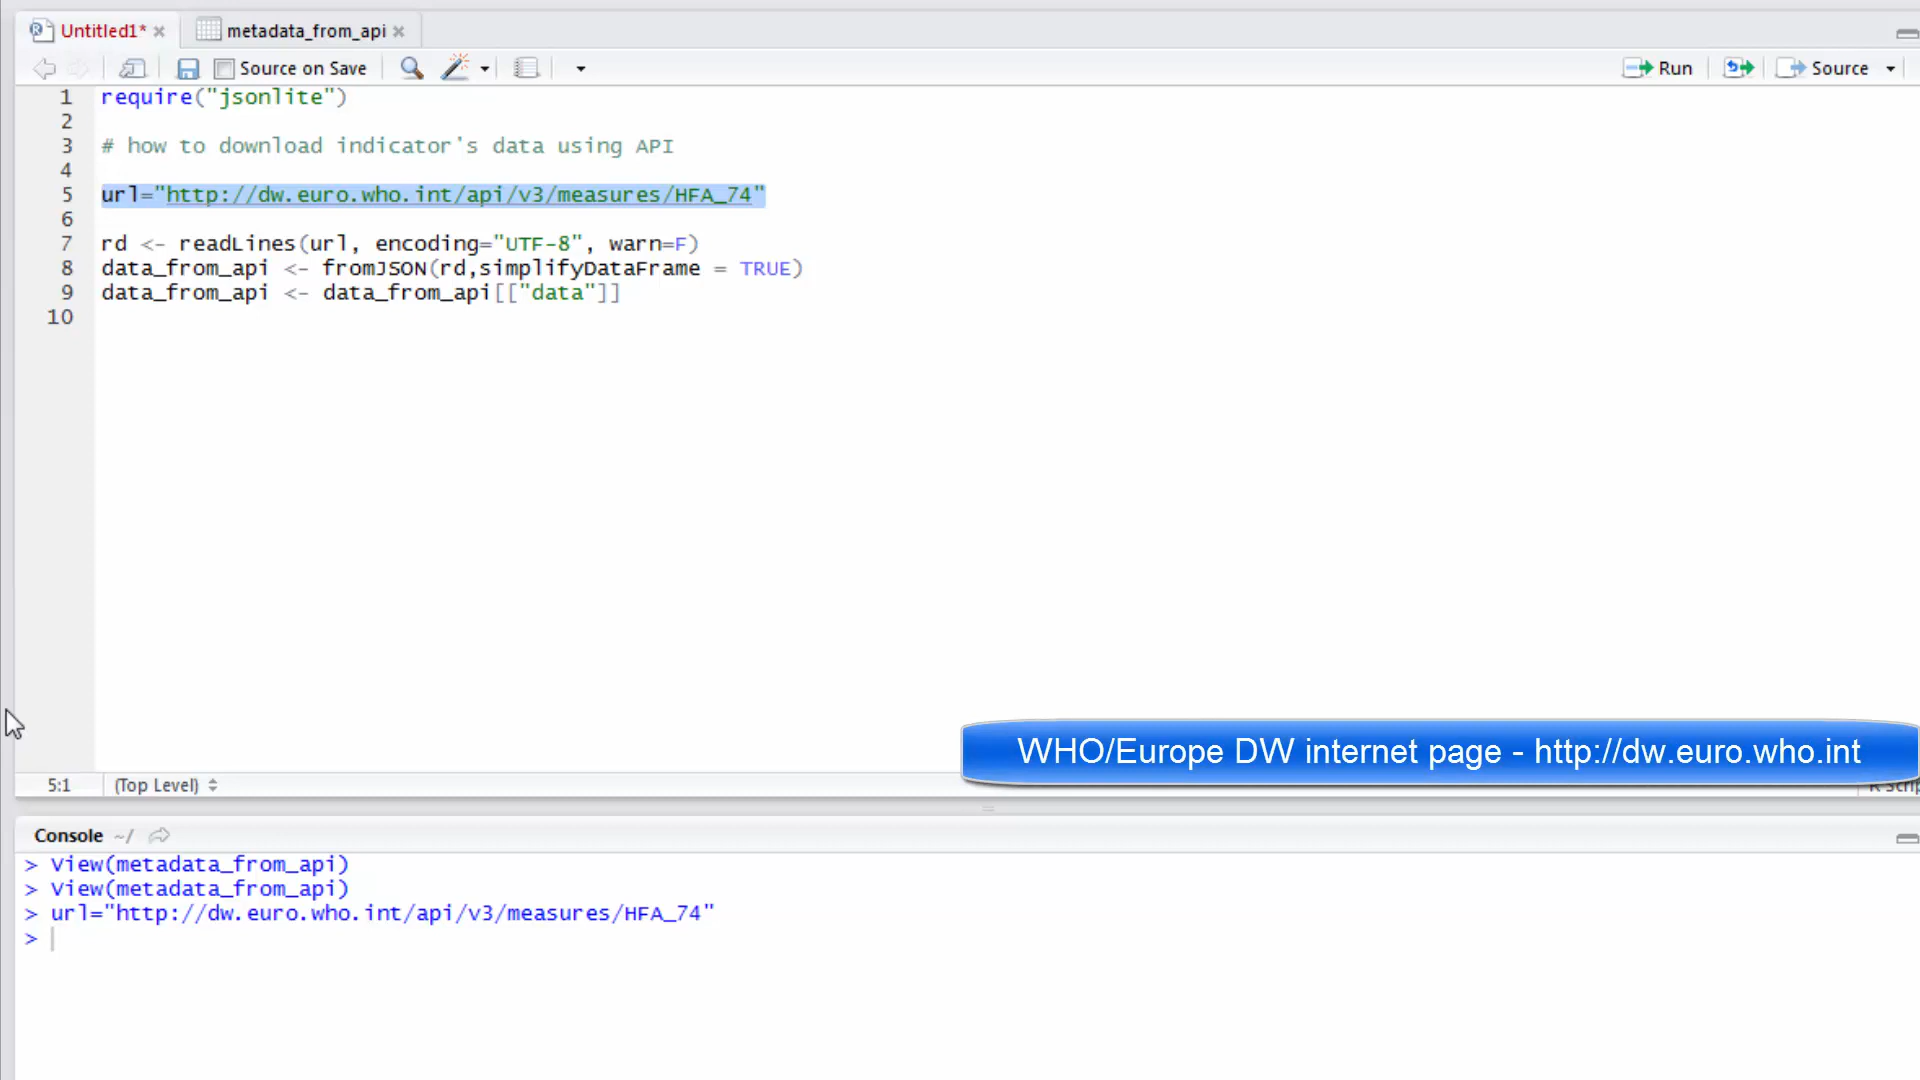 Untitled1* metadata_from_api
Source on Save Run Source
1 require("jsonlite")
2
3 # how to download indicator's data using API
4
5 url="http://dw.euro.who.int/api/v3/measures/HFA_74"
6
7 rd <- readLines(url, encoding="UTF-8", warn=F)
8 data_from_api <- fromJSON(rd,simplifyDataFrame = TRUE)
9 data_from_api <- data_from_api[["data"]]
10
WHO/Europe DW internet page - http://dw.euro.who.int
5:1 (Top Level) R Scrip
Console ~/
> View(metadata_from_api)
> View(metadata_from_api)
> url="http://dw.euro.who.int/api/v3/measures/HFA_74"
>